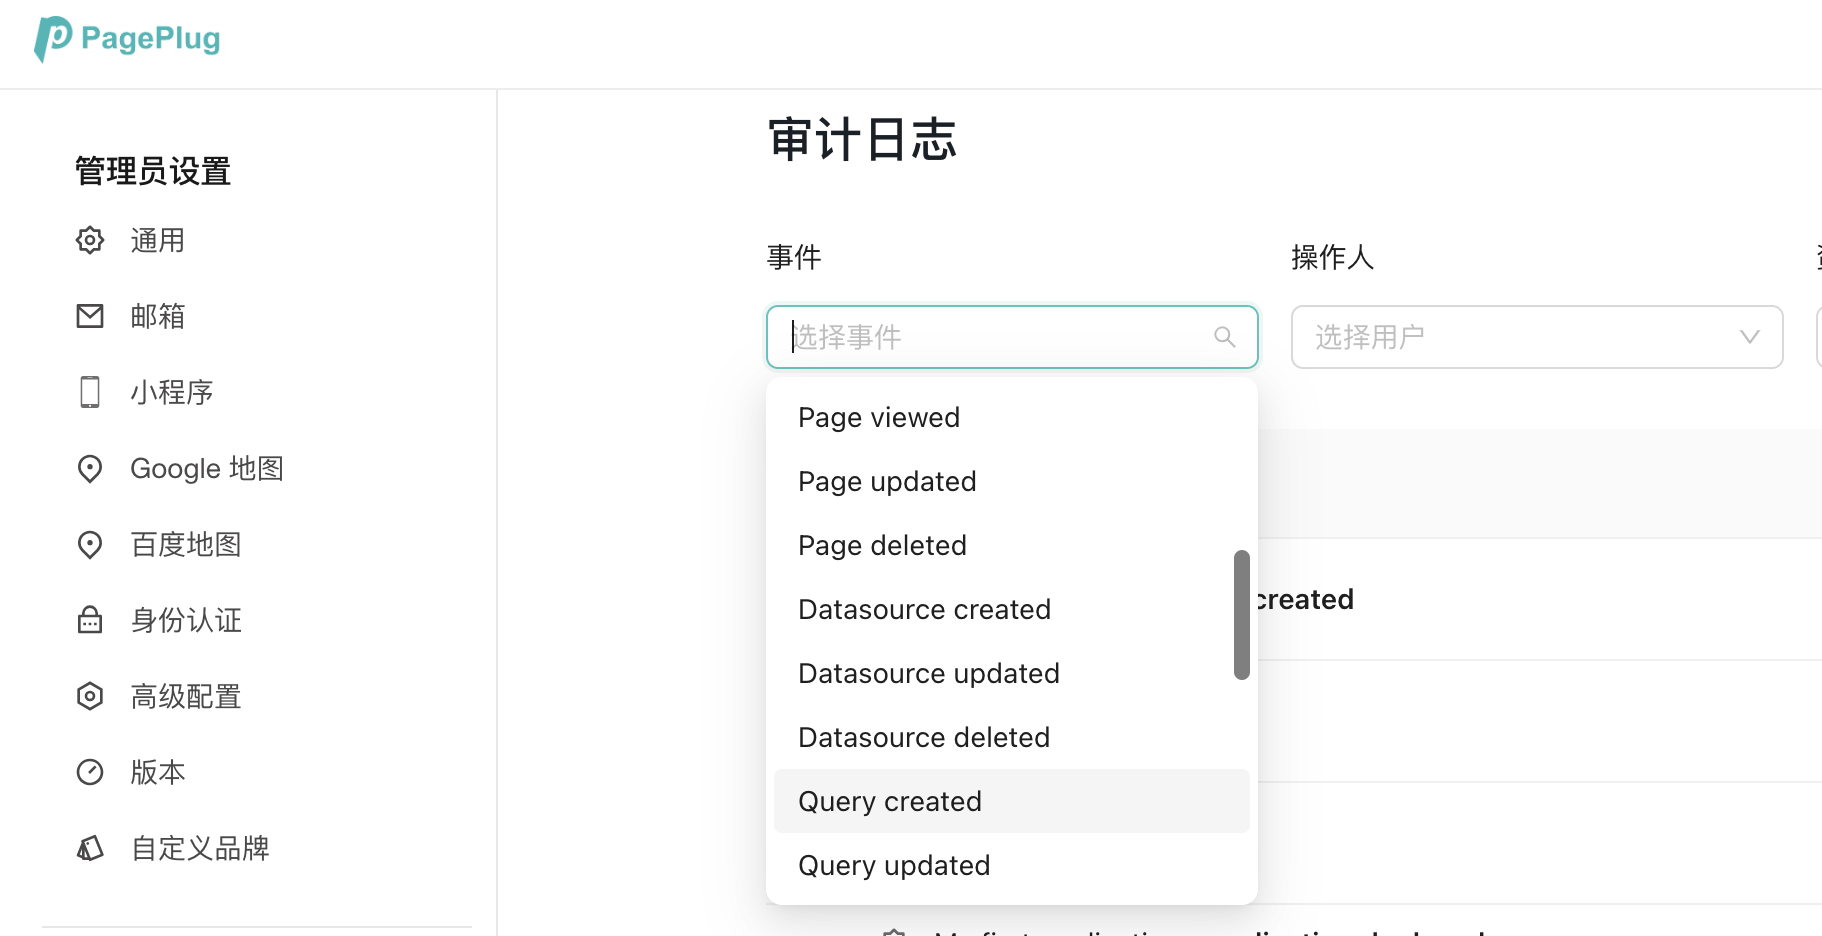 PagePlug
管理员设置
通用
邮箱
小程序
Google 地图
百度地图
身份认证
高级配置
版本
自定义品牌
审计日志
事件
操作人
选择事件
选择用户
Page viewed
Page updated
Page deleted
Datasource created
Datasource updated
Datasource deleted
Query created
Query updated
created